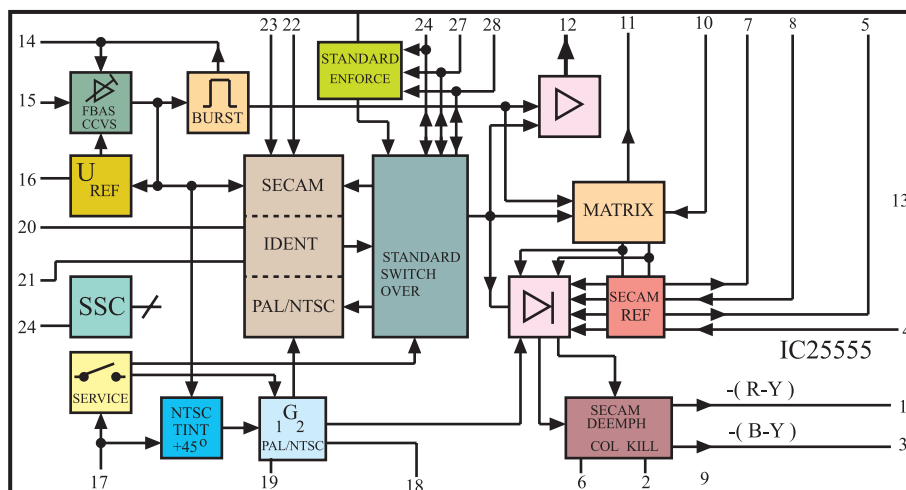 14
23 22
24 27 28
12
11
10
7
8
5
STANDARD
ENFORCE
15
FBAS
CCVS
BURST
16
U
REF
SECAM
MATRIX
13
20
IDENT
STANDARD
SWITCH
OVER
21
PAL/NTSC
SSC
SECAM
REF
24
4
IC25555
SERVICE
NTSC
TINT
+45°
G
1 2
PAL/NTSC
SECAM
DEEMPH
COL KILL
-( R-Y )
1
-( B-Y )
3
17
19
18
6
2
9